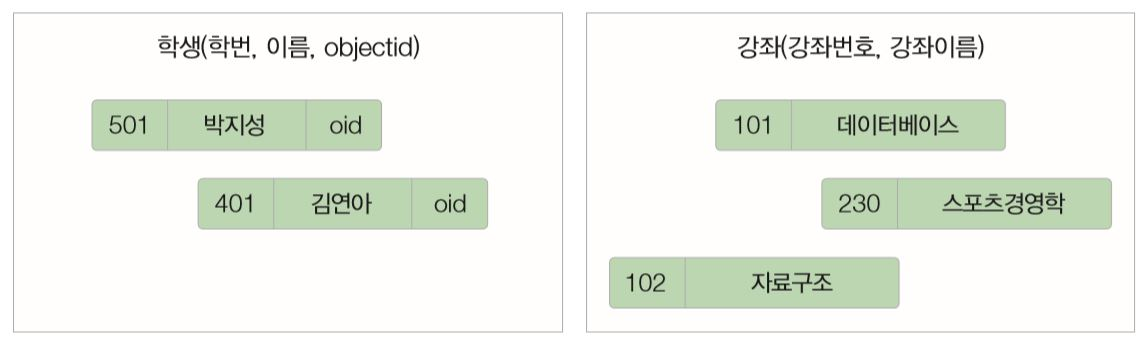 학생(학번, 이름, objectid)
501 박지성 oid
401 김연아 oid
강좌(강좌번호, 강좌이름)
101 데이터베이스
230 스포츠경영학
102 자료구조